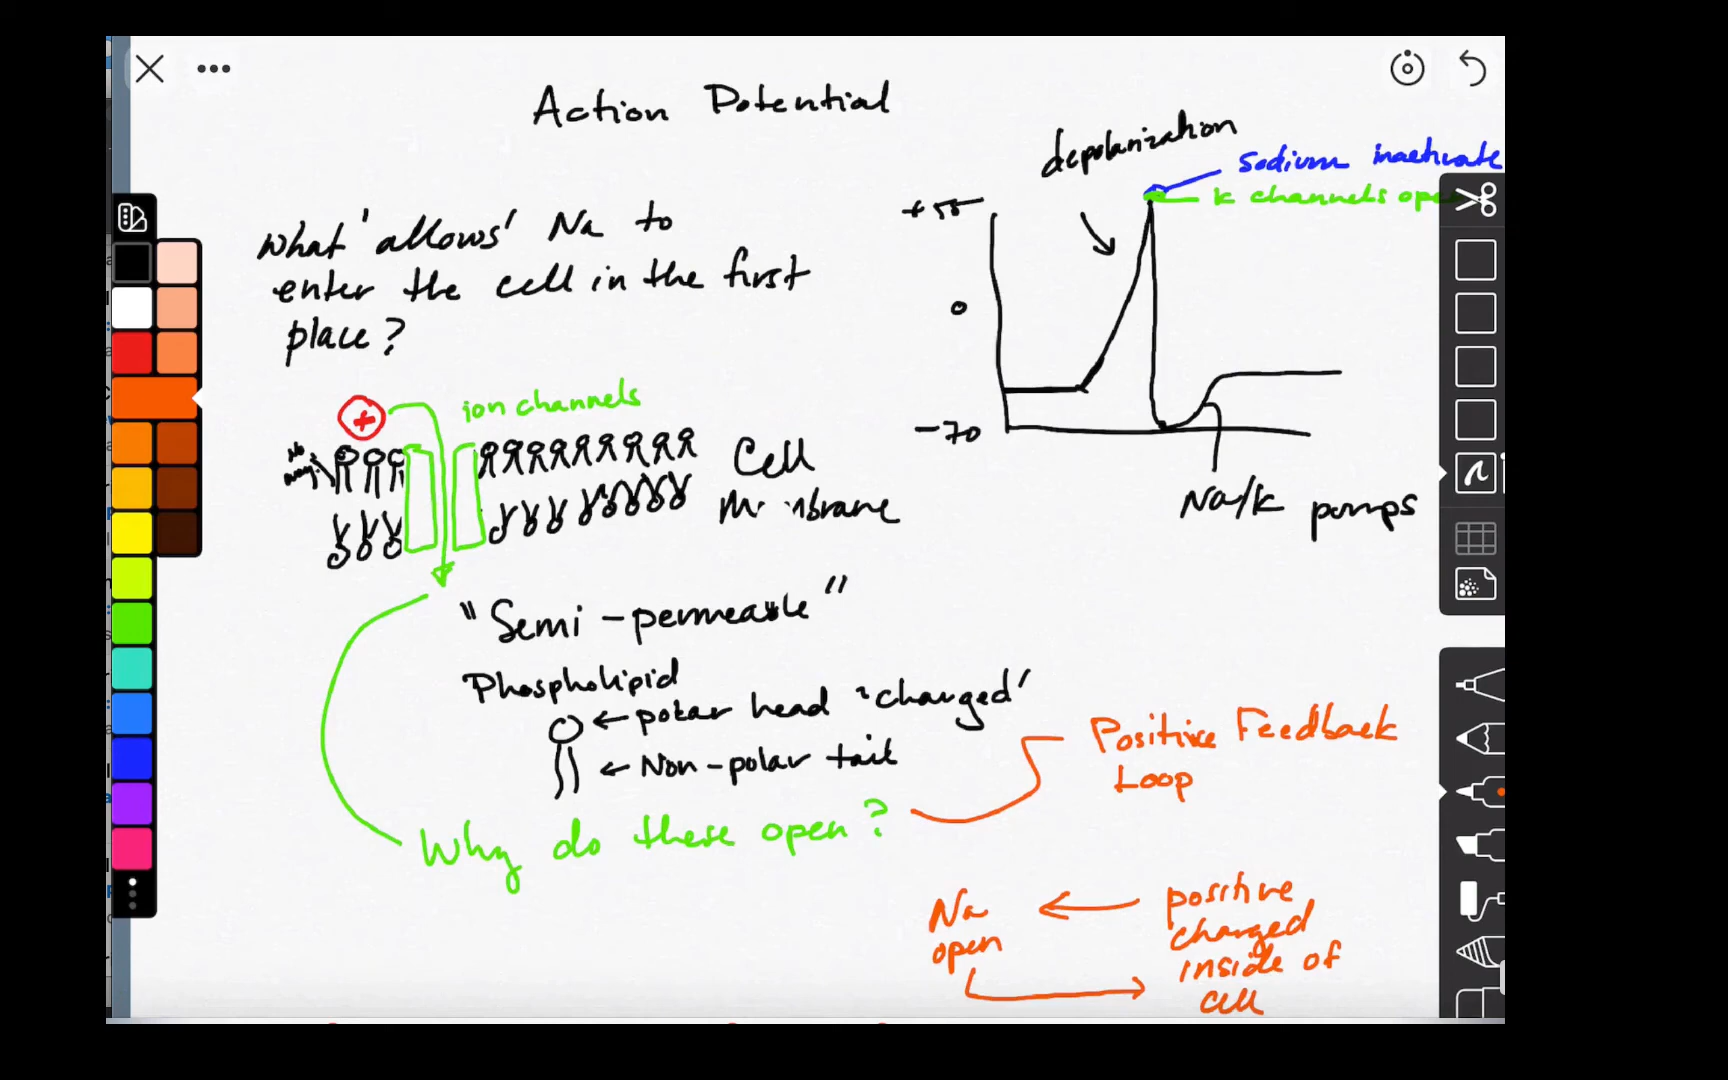 Action Potential
depolarization
sodium inactivate
k channels open
+55
0
-70
Na/k pumps
What 'allows' Na to
enter the cell in the first
place?
+
ion channels
Cell
Membrane
"Semi-permeable"
Phospholipid
polar head "charged"
Non-polar tail
Why do these open?
Positive Feedback
Loop
Na
open
positive
charged
inside of
cell